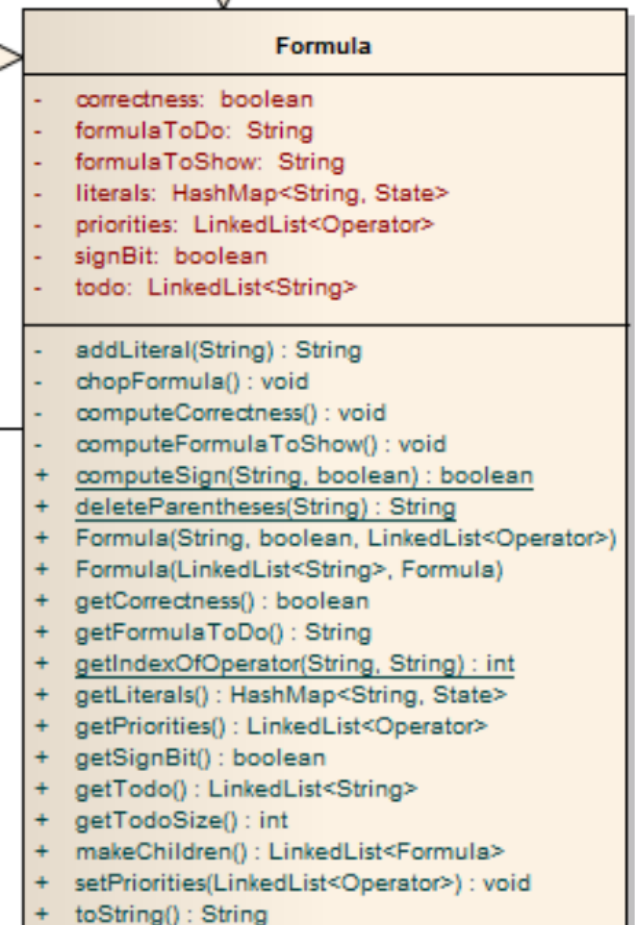 Formula
- correctness: boolean
- formulaToDo: String
- formulaToShow: String
- literals: HashMap<String, State>
- priorities: LinkedList<Operator>
- signBit: boolean
- todo: LinkedList<String>
- addLiteral(String) : String
- chopFormula() : void
- computeCorrectness() : void
- computeFormulaToShow() : void
+ computeSign(String, boolean) : boolean
+ deleteParentheses(String) : String
+ Formula(String, boolean, LinkedList<Operator>)
+ Formula(LinkedList<String>, Formula)
+ getCorrectness() : boolean
+ getFormulaToDo() : String
+ getIndexOfOperator(String, String) : int
+ getLiterals() : HashMap<String, State>
+ getPriorities() : LinkedList<Operator>
+ getSignBit() : boolean
+ getTodo() : LinkedList<String>
+ getTodoSize() : int
+ makeChildren() : LinkedList<Formula>
+ setPriorities(LinkedList<Operator>) : void
+ toString() : String